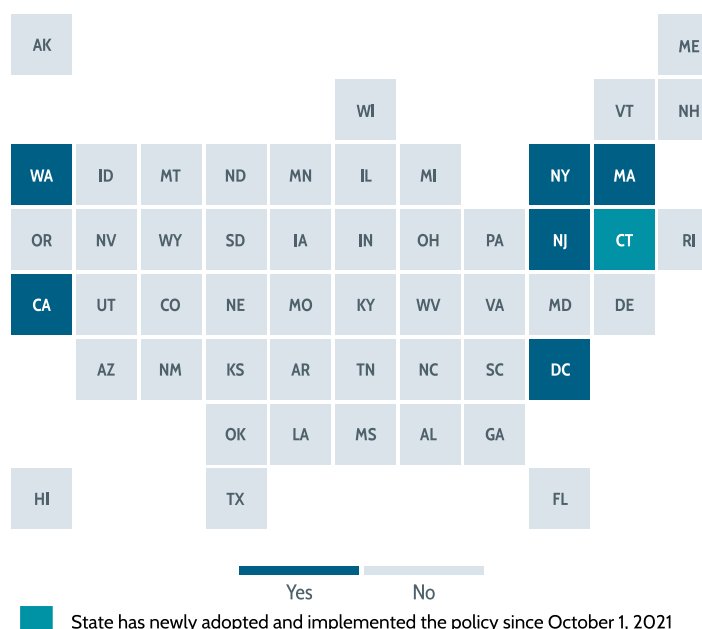 AK ME
WI VT NH
WA ID MT ND MN IL MI NY MA
OR NV WY SD IA IN OH PA NJ CT RI
CA UT CO NE MO KY WV VA MD DE
AZ NM KS AR TN NC SC DC
OK LA MS AL GA
HI TX FL
Yes No
State has newly adopted and implemented the policy since October 1, 2021